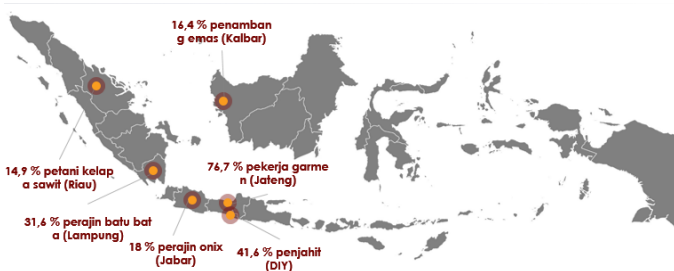 16,4 % penamban
g emas (Kalbar)
14,9 % petani kelap
a sawit (Riau)
76,7 % pekerja garme
n (Jateng)
31,6 % perajin batu bat
a (Lampung)
18 % perajin onix
(Jabar)
41,6 % penjahit
(DIY)